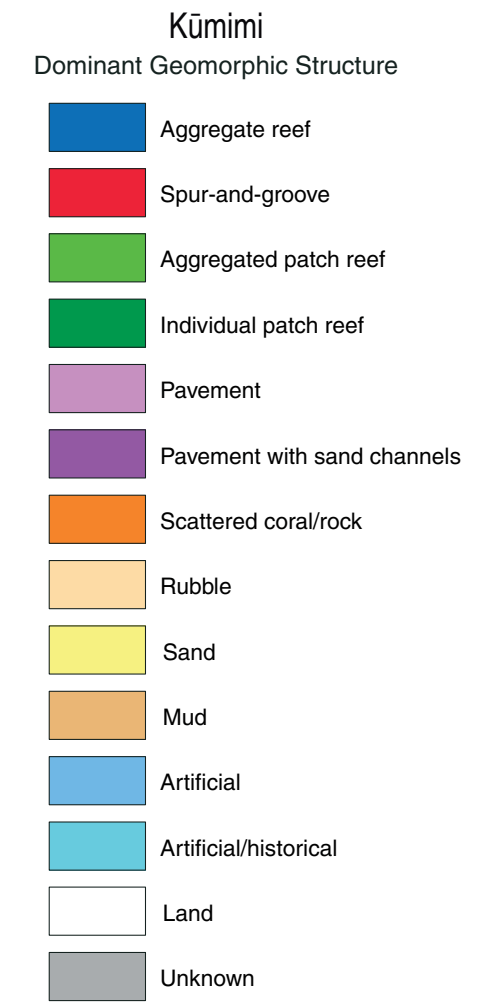 Kūmimi
Dominant Geomorphic Structure
Aggregate reef
Spur-and-groove
Aggregated patch reef
Individual patch reef
Pavement
Pavement with sand channels
Scattered coral/rock
Rubble
Sand
Mud
Artificial
Artificial/historical
Land
Unknown